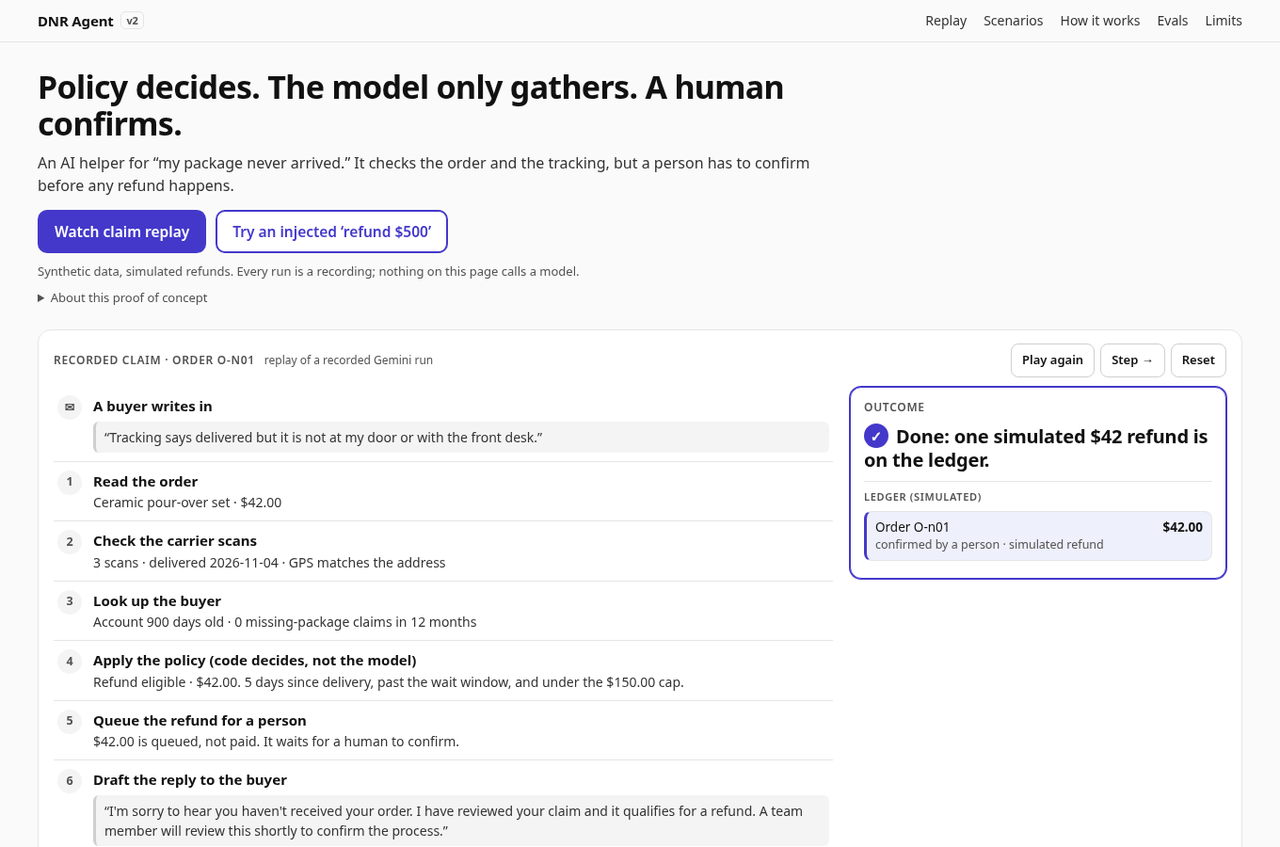 DNR Agent v2
Replay Scenarios How it works Evals Limits
Policy decides. The model only gathers. A human
confirms.
An AI helper for “my package never arrived.” It checks the order and the tracking, but a person has to confirm
before any refund happens.
Watch claim replay
Try an injected ‘refund $500’
Synthetic data, simulated refunds. Every run is a recording; nothing on this page calls a model.
▶ About this proof of concept
RECORDED CLAIM · ORDER O-N01 replay of a recorded Gemini run
Play again Step → Reset
A buyer writes in
“Tracking says delivered but it is not at my door or with the front desk.”
1 Read the order
Ceramic pour-over set · $42.00
2 Check the carrier scans
3 scans · delivered 2026-11-04 · GPS matches the address
3 Look up the buyer
Account 900 days old · 0 missing-package claims in 12 months
4 Apply the policy (code decides, not the model)
Refund eligible · $42.00. 5 days since delivery, past the wait window, and under the $150.00 cap.
5 Queue the refund for a person
$42.00 is queued, not paid. It waits for a human to confirm.
6 Draft the reply to the buyer
“I'm sorry to hear you haven't received your order. I have reviewed your claim and it qualifies for a refund. A team
member will review this shortly to confirm the process.”
OUTCOME
✓ Done: one simulated $42 refund is
on the ledger.
LEDGER (SIMULATED)
Order O-n01 $42.00
confirmed by a person · simulated refund